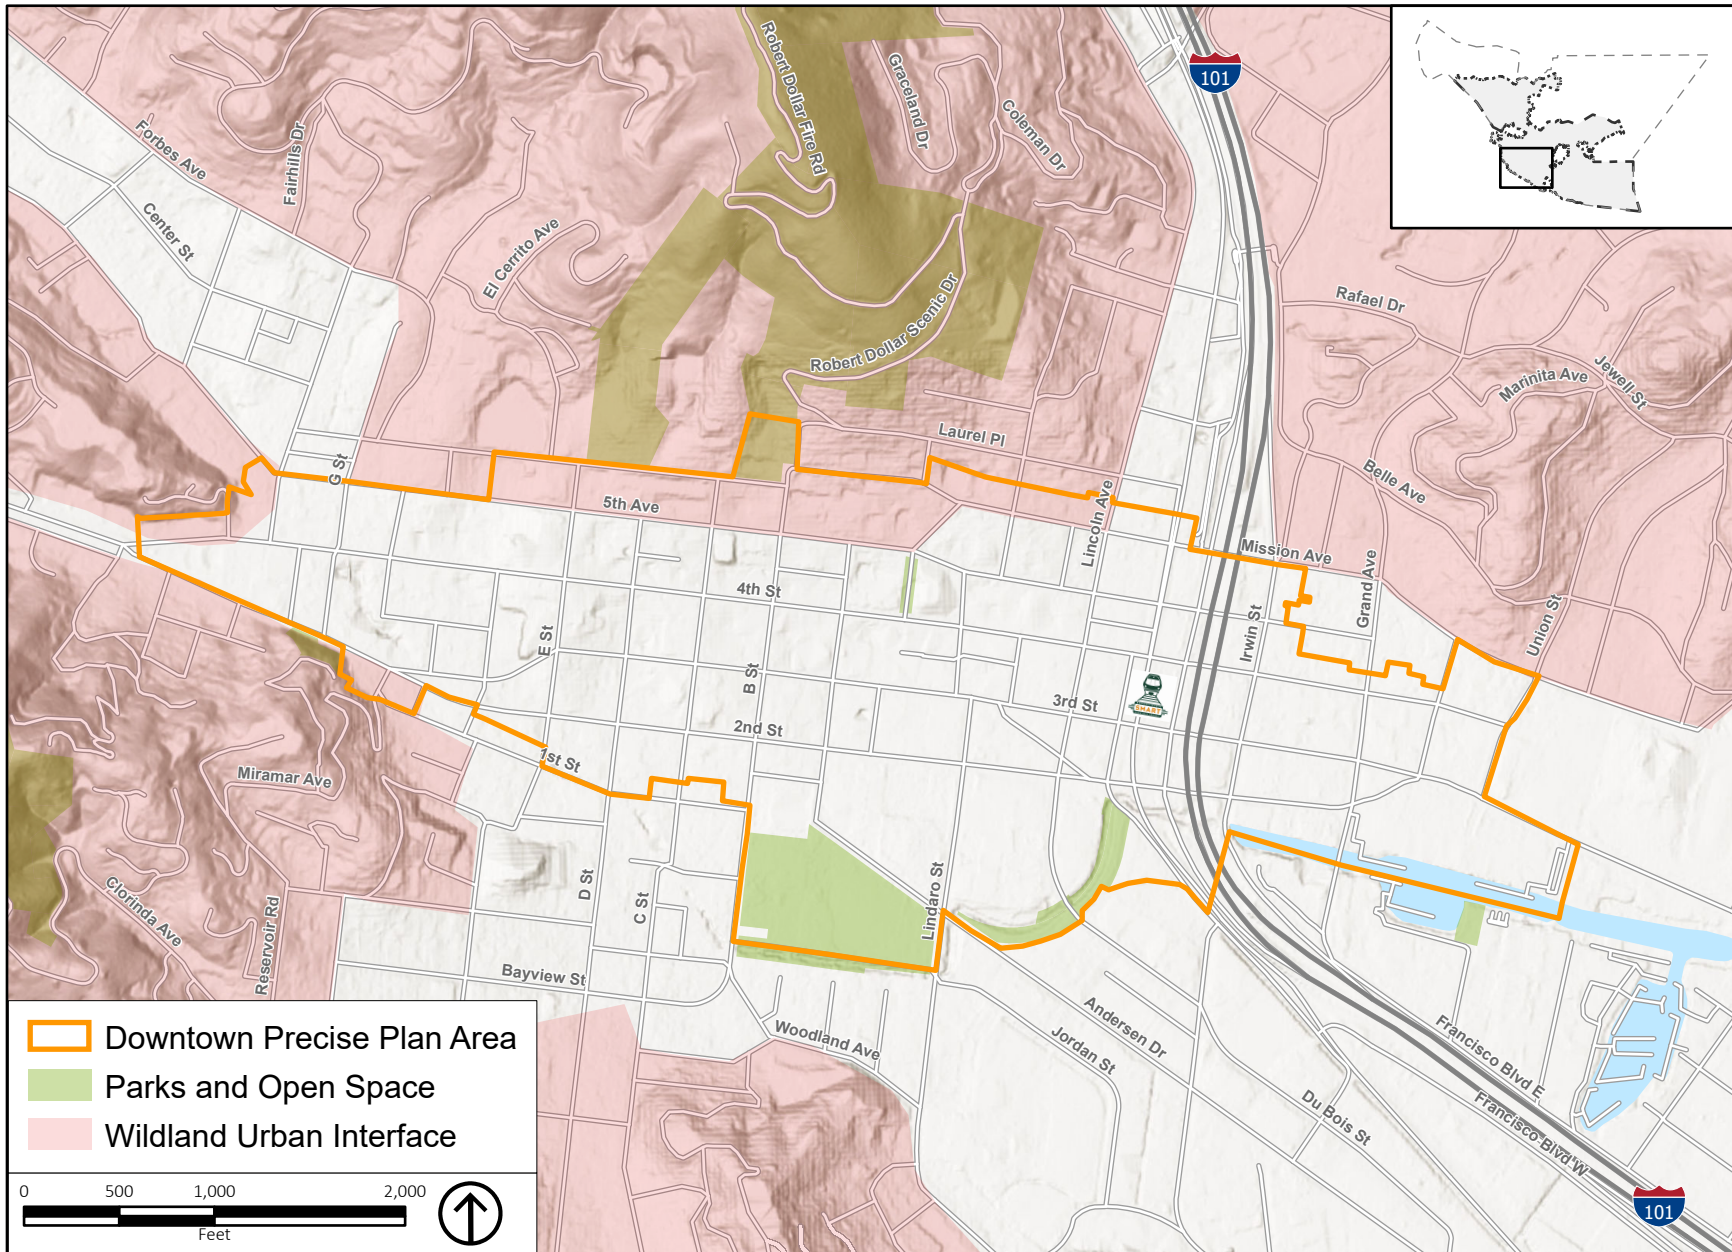 101
Robert Dollar Fire Rd
Graceland Dr
Coleman Dr
Forbes Ave
Fairhills Dr
Center St
El Cerrito Ave
Rafael Dr
Robert Dollar Scenic Dr
Marinita Ave
Jewell St
Laurel Pl
G St
Belle Ave
5th Ave
Lincoln Ave
Mission Ave
Grand Ave
4th St
Union St
Irwin St
E St
B St
SMART
3rd St
2nd St
1st St
Miramar Ave
D St
C St
Lindaro St
Clorinda Ave
Reservoir Rd
Bayview St
Woodland Ave
Andersen Dr
Jordan St
Francisco Blvd E
Du Bois St
Francisco Blvd W
101
Downtown Precise Plan Area
Parks and Open Space
Wildland Urban Interface
0 500 1,000 2,000
Feet